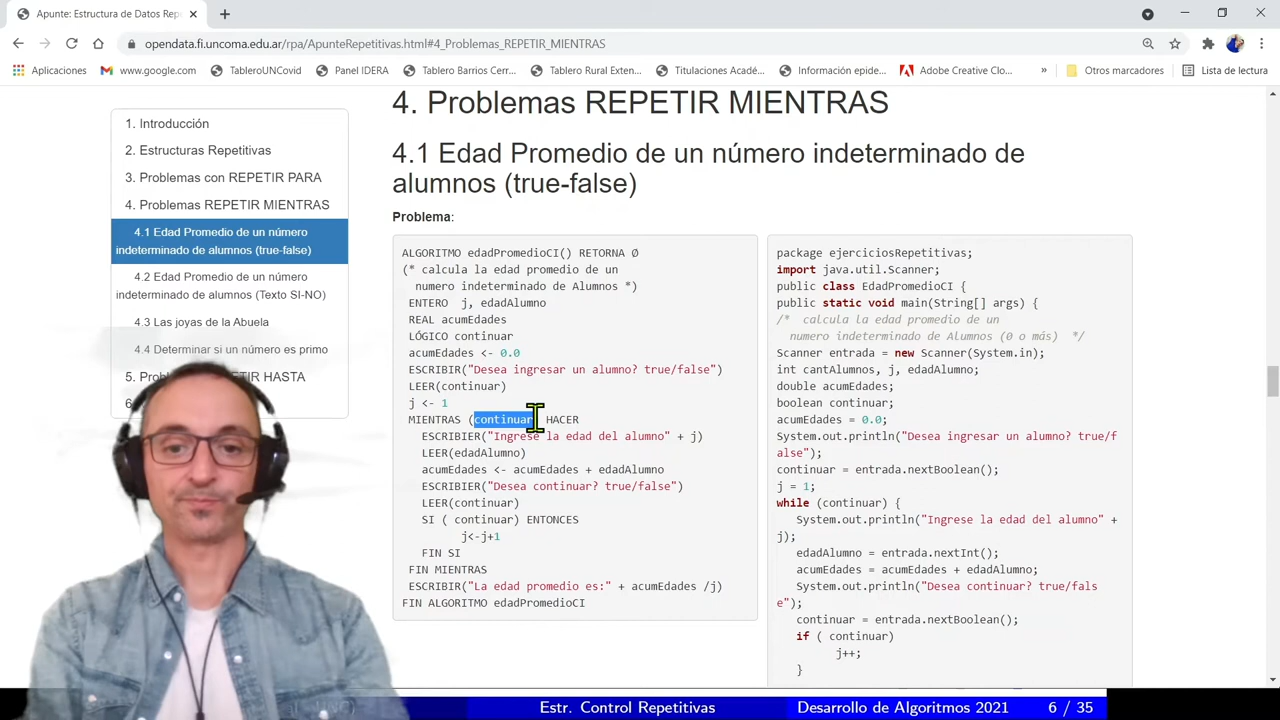 Apunte: Estructura de Datos Rep
opendata.fi.uncoma.edu.ar/rpa/ApunteRepetitivas.html#4_Problemas_REPETIR_MIENTRAS
Aplicaciones
www.google.com
TableroUNCovid
Panel IDERA
Tablero Barrios Cerr...
Tablero Rural Exten...
Titulaciones Acadé...
Información epide...
Adobe Creative Clo...
»
Otros marcadores
Lista de lectura
1. Introducción
2. Estructuras Repetitivas
3. Problemas con REPETIR PARA
4. Problemas REPETIR MIENTRAS
4.1 Edad Promedio de un número
indeterminado de alumnos (true-false)
4.2 Edad Promedio de un número
indeterminado de alumnos (Texto SI-NO)
4.3 Las joyas de la Abuela
4.4 Determinar si un número es primo
HASTA
4. Problemas REPETIR MIENTRAS
4.1 Edad Promedio de un número indeterminado de
alumnos (true-false)
Problema:
ALGORITMO edadPromedioCI() RETORNA Ø
(* calcula la edad promedio de un
numero indeterminado de Alumnos *)
ENTERO j, edadAlumno
REAL acumEdades
LÓGICO continuar
acumEdades <- 0.0
ESCRIBIR("Desea ingresar un alumno? true/false")
LEER(continuar)
j <- 1
MIENTRAS (continuar HACER
ESCRIBIER("Ingrese la edad del alumno" + j)
LEER(edadAlumno)
acumEdades <- acumEdades + edadAlumno
ESCRIBIER("Desea continuar? true/false")
LEER(continuar)
SI ( continuar) ENTONCES
j<-j+1
FIN SI
FIN MIENTRAS
ESCRIBIR("La edad promedio es:" + acumEdades /j)
FIN ALGORITMO edadPromedioCI
package ejerciciosRepetitivas;
import java.util.Scanner;
public class EdadPromedioCI {
public static void main(String[] args) {
/* calcula la edad promedio de un
numero indeterminado de Alumnos (0 o más) */
Scanner entrada = new Scanner(System.in);
int cantAlumnos, j, edadAlumno;
double acumEdades;
boolean continuar;
acumEdades = 0.0;
System.out.println("Desea ingresar un alumno? true/f
alse");
continuar = entrada.nextBoolean();
j = 1;
while (continuar) {
System.out.println("Ingrese la edad del alumno" +
j);
edadAlumno = entrada.nextInt();
acumEdades = acumEdades + edadAlumno;
System.out.println("Desea continuar? true/fals
e");
continuar = entrada.nextBoolean();
if ( continuar)
j++;
}
Estr. Control Repetitivas
Desarrollo de Algoritmos 2021
6 / 35